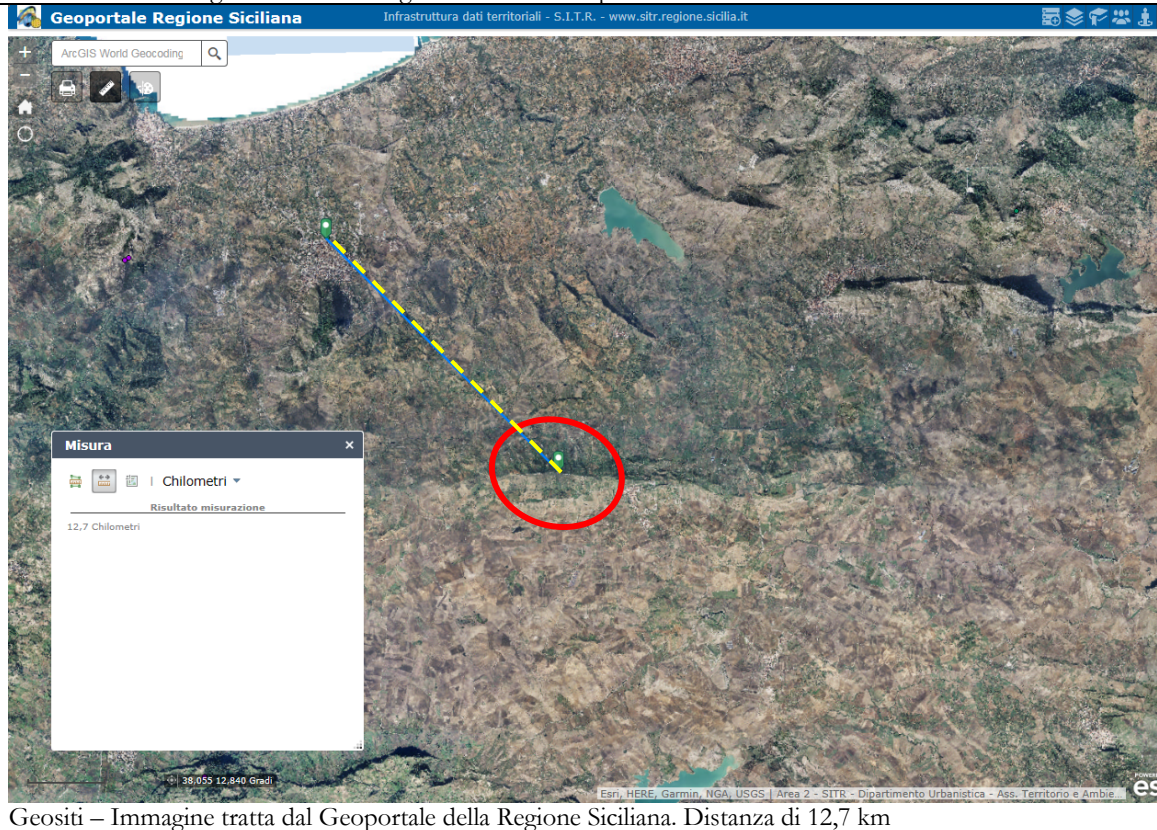 Geoportale Regione Siciliana
Infrastruttura dati territoriali - S.I.T.R. - www.sitr.regione.sicilia.it
ArcGIS World Geocoding
Misura
Chilometri
Risultato misurazione
12,7 Chilometri
38,055 12,840 Gradi
Esri, HERE, Garmin, NGA, USGS | Area 2 - SITR - Dipartimento Urbanistica - Ass. Territorio e Ambie...
Geositi – Immagine tratta dal Geoportale della Regione Siciliana. Distanza di 12,7 km